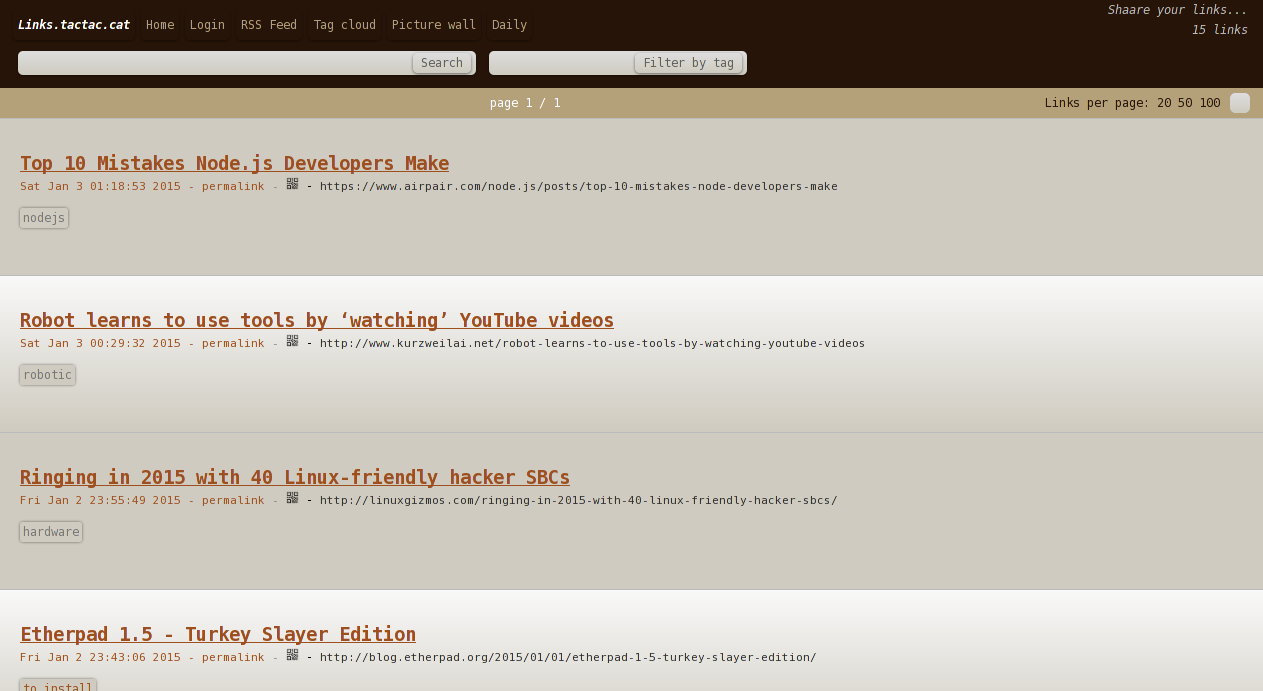 Links.tactac.cat Home Login RSS Feed Tag cloud Picture wall Daily
Shaare your links...
15 links
Search Filter by tag
page 1 / 1
Links per page: 20 50 100
Top 10 Mistakes Node.js Developers Make
Sat Jan 3 01:18:53 2015 - permalink - - https://www.airpair.com/node.js/posts/top-10-mistakes-node-developers-make
nodejs
Robot learns to use tools by ‘watching’ YouTube videos
Sat Jan 3 00:29:32 2015 - permalink - - http://www.kurzweilai.net/robot-learns-to-use-tools-by-watching-youtube-videos
robotic
Ringing in 2015 with 40 Linux-friendly hacker SBCs
Fri Jan 2 23:55:49 2015 - permalink - - http://linuxgizmos.com/ringing-in-2015-with-40-linux-friendly-hacker-sbcs/
hardware
Etherpad 1.5 - Turkey Slayer Edition
Fri Jan 2 23:43:06 2015 - permalink - - http://blog.etherpad.org/2015/01/01/etherpad-1-5-turkey-slayer-edition/
to_install